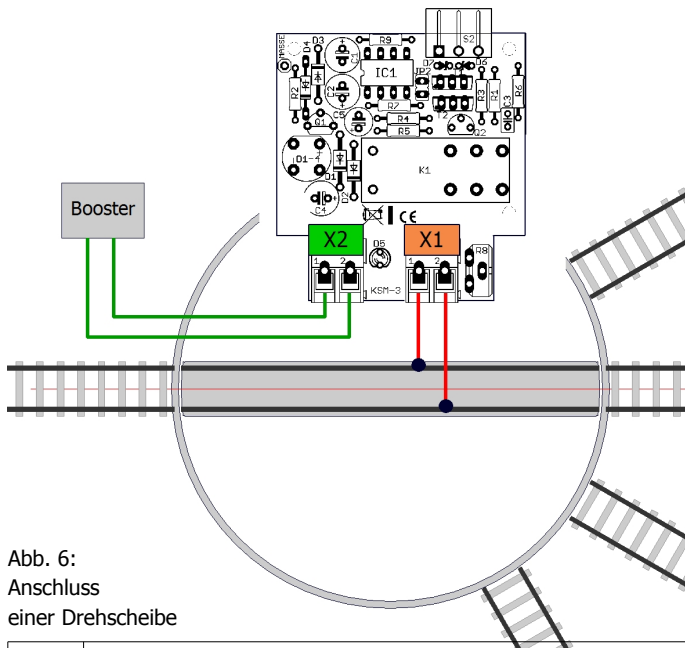 S2
MASSE
D4
D3
R9
C1
IC1
JP2
D7
D6
R2
C2
R7
R3
R1
C3
R6
Q1
C5
R4
T2
R5
Q2
D1-4
D1
K1
D2
C4
CE
Booster
X2
X1
D5
R8
1
2
1
2
KSM-3
Abb. 6:
Anschluss
einer Drehscheibe